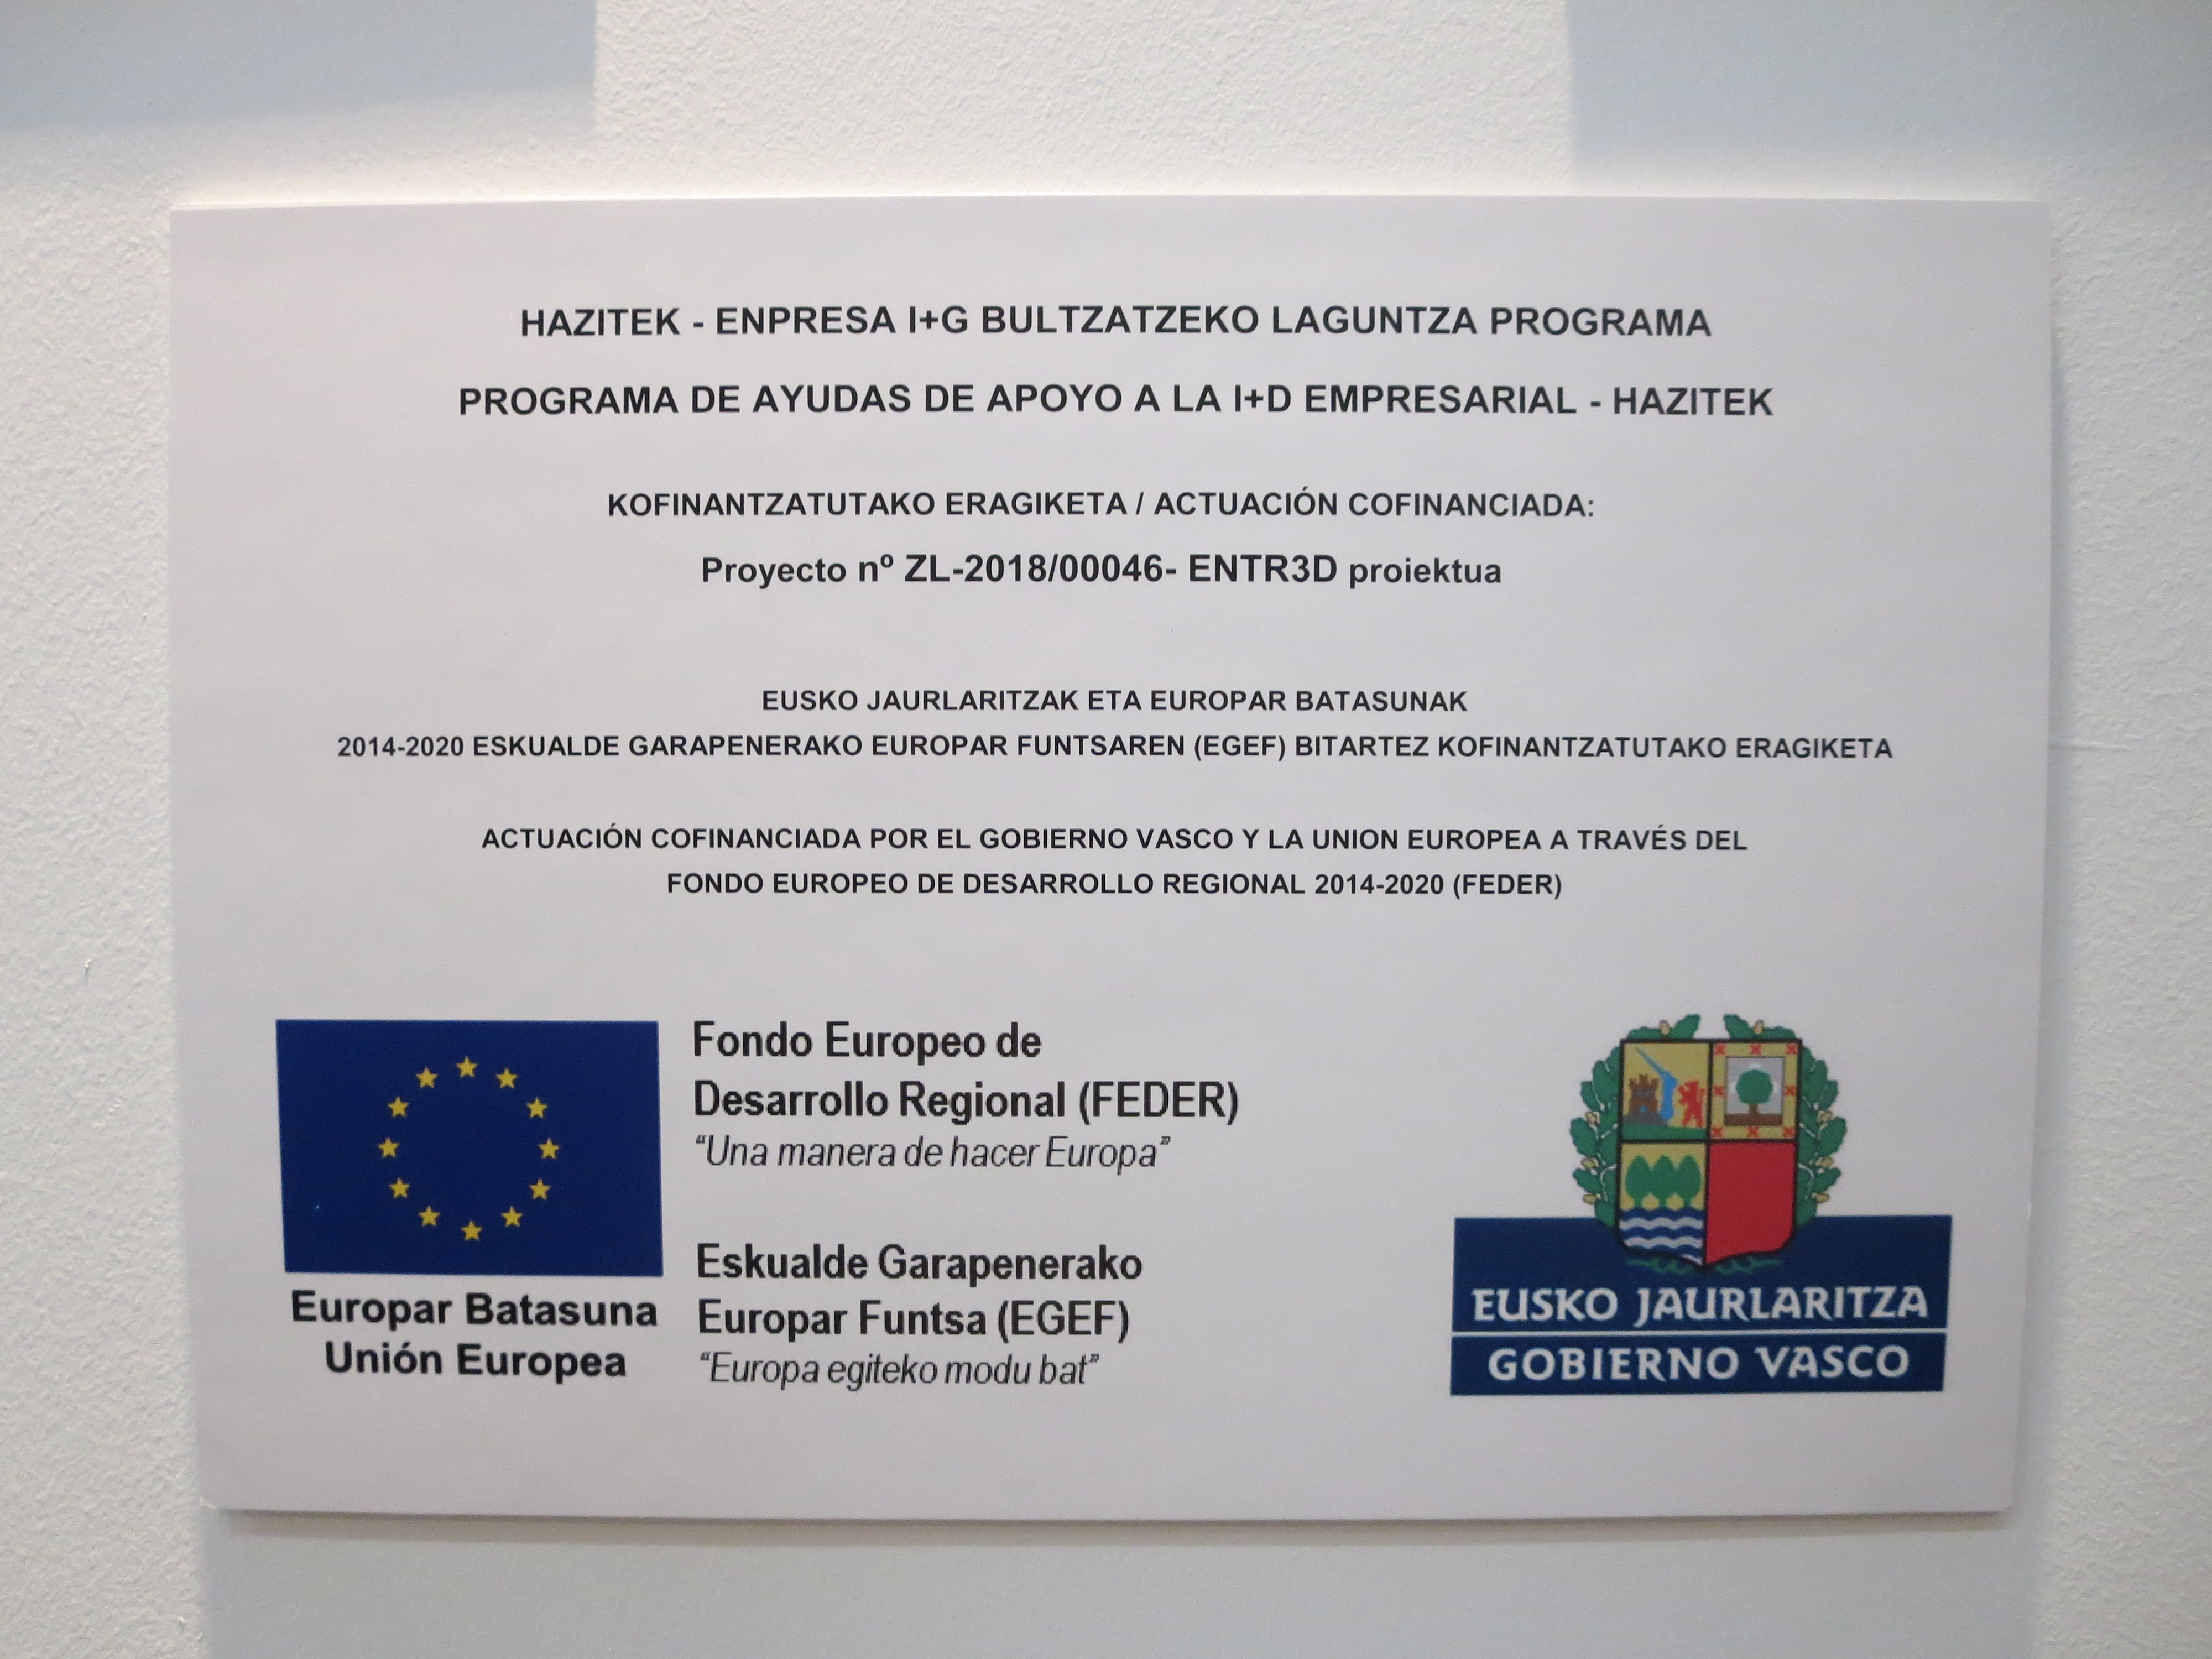 HAZITEK - ENPRESA I+G BULTZATZEKO LAGUNTZA PROGRAMA
PROGRAMA DE AYUDAS DE APOYO A LA I+D EMPRESARIAL - HAZITEK
KOFINANTZATUTAKO ERAGIKETA / ACTUACIÓN COFINANCIADA:
Proyecto nº ZL-2018/00046- ENTR3D proiektua
EUSKO JAURLARITZAK ETA EUROPAR BATASUNAK
2014-2020 ESKUALDE GARAPENERAKO EUROPAR FUNTSAREN (EGEF) BITARTEZ KOFINANTZATUTAKO ERAGIKETA
ACTUACIÓN COFINANCIADA POR EL GOBIERNO VASCO Y LA UNION EUROPEA A TRAVÉS DEL
FONDO EUROPEO DE DESARROLLO REGIONAL 2014-2020 (FEDER)
Europar Batasuna
Unión Europea
Fondo Europeo de
Desarrollo Regional (FEDER)
“Una manera de hacer Europa”
Eskualde Garapenerako
Europar Funtsa (EGEF)
“Europa egiteko modu bat”
EUSKO JAURLARITZA
GOBIERNO VASCO